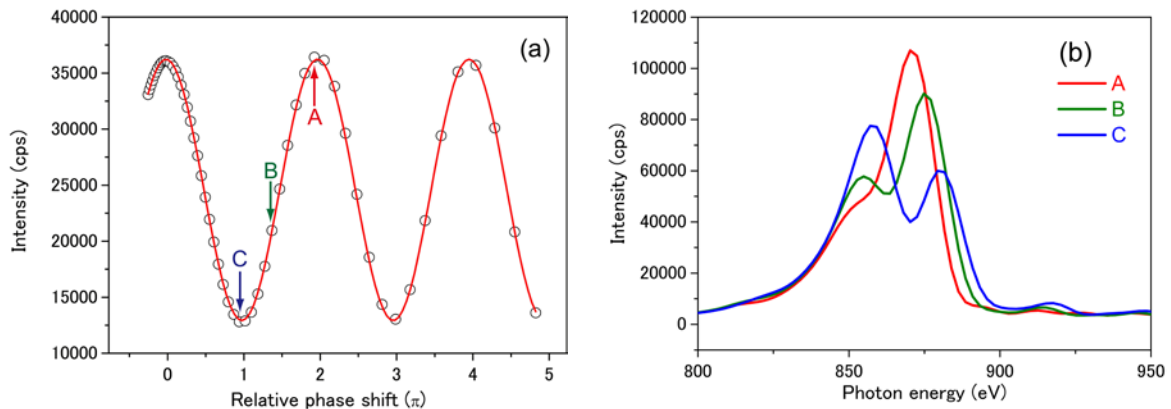 40000
35000
30000
25000
20000
15000
10000
Intensity (cps)
(a)
A
B
C
0 1 2 3 4 5
Relative phase shift (π)
120000
100000
80000
60000
40000
20000
0
Intensity (cps)
(b)
A
B
C
800 850 900 950
Photon energy (eV)